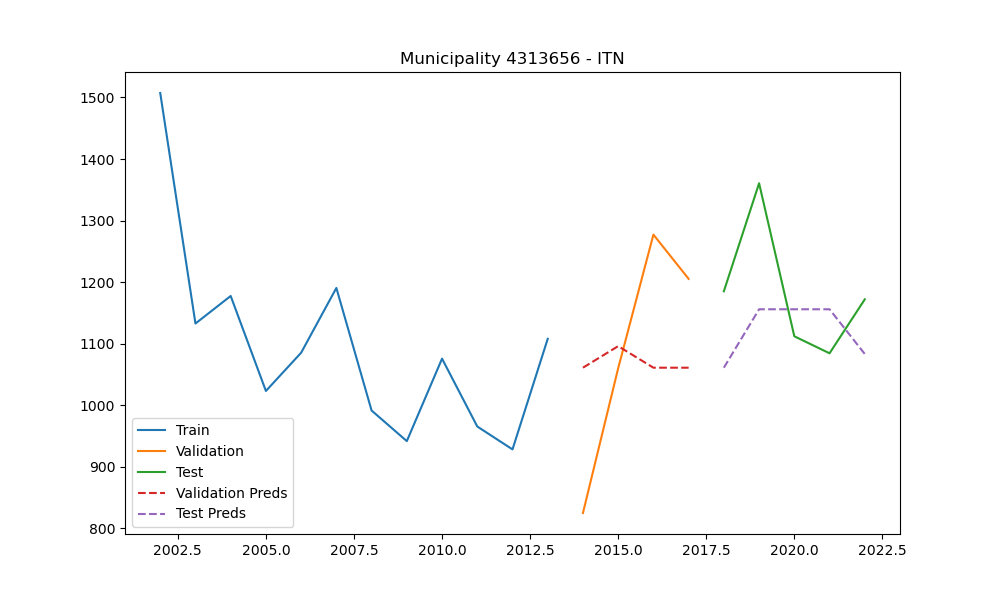 Municipality 4313656 - ITN
1500
1400
1300
1200
1100
1000
900
800
Train
Validation
Test
Validation Preds
Test Preds
2002.5 2005.0 2007.5 2010.0 2012.5 2015.0 2017.5 2020.0 2022.5